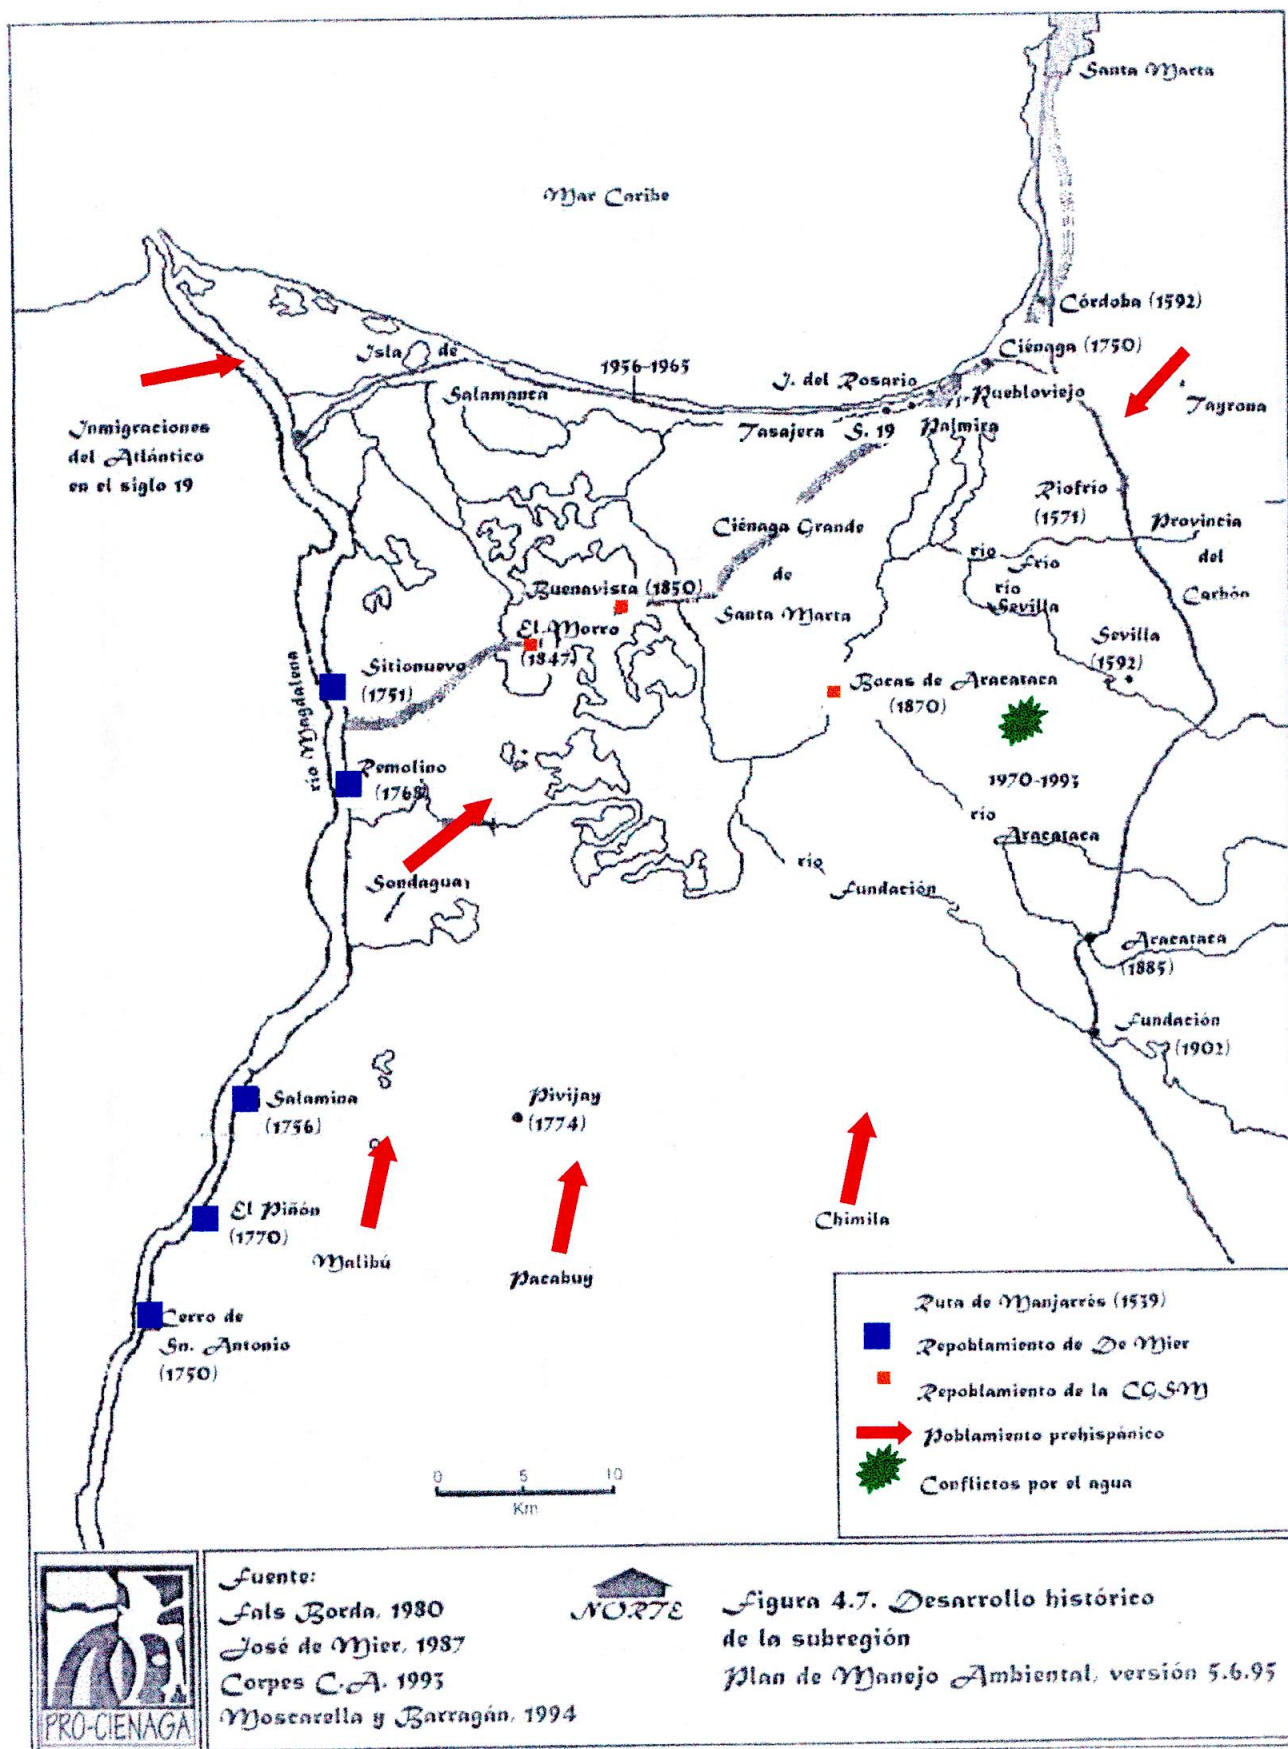 Santa Marta
Mar Caribe
Córdoba (1592)
Ciénaga (1750)
Isla de
Salamanca
1956-1965
J. del Rosario
Puebloviejo
Tasajera S. 19 Palmira
Tayrona
Inmigraciones
del Atlántico
en el siglo 19
Riofrío
(1571)
Provincia
del
Carbón
Ciénaga Grande
de
Santa Marta
río
Frío
río
Sevilla
Buenavista (1850)
El Morro
(1847)
Sevilla
(1592)
río Magdalena
Sitionuevo
(1751)
Bocas de Aracataca
(1870)
Remolino
(1768)
1970-1993
río
Aracataca
Sondagua
río
Fundación
Aracataca
(1885)
Fundación
(1902)
Salamina
(1756)
Pivijay
(1774)
El Piñón
(1770)
Malibú
Pacabuy
Chimila
Cerro de
Sn. Antonio
(1750)
Ruta de Manjarrés (1539)
Repoblamiento de De Mier
Repoblamiento de la CGSM
Poblamiento prehispánico
Conflictos por el agua
0 5 10
Km
PRO-CIENAGA
Fuente:
Fals Borda, 1980
José de Mier, 1987
Corpes C.A. 1993
Moscarella y Barragán, 1994
NORTE
Figura 4.7. Desarrollo histórico
de la subregión
Plan de Manejo Ambiental, versión 5.6.95